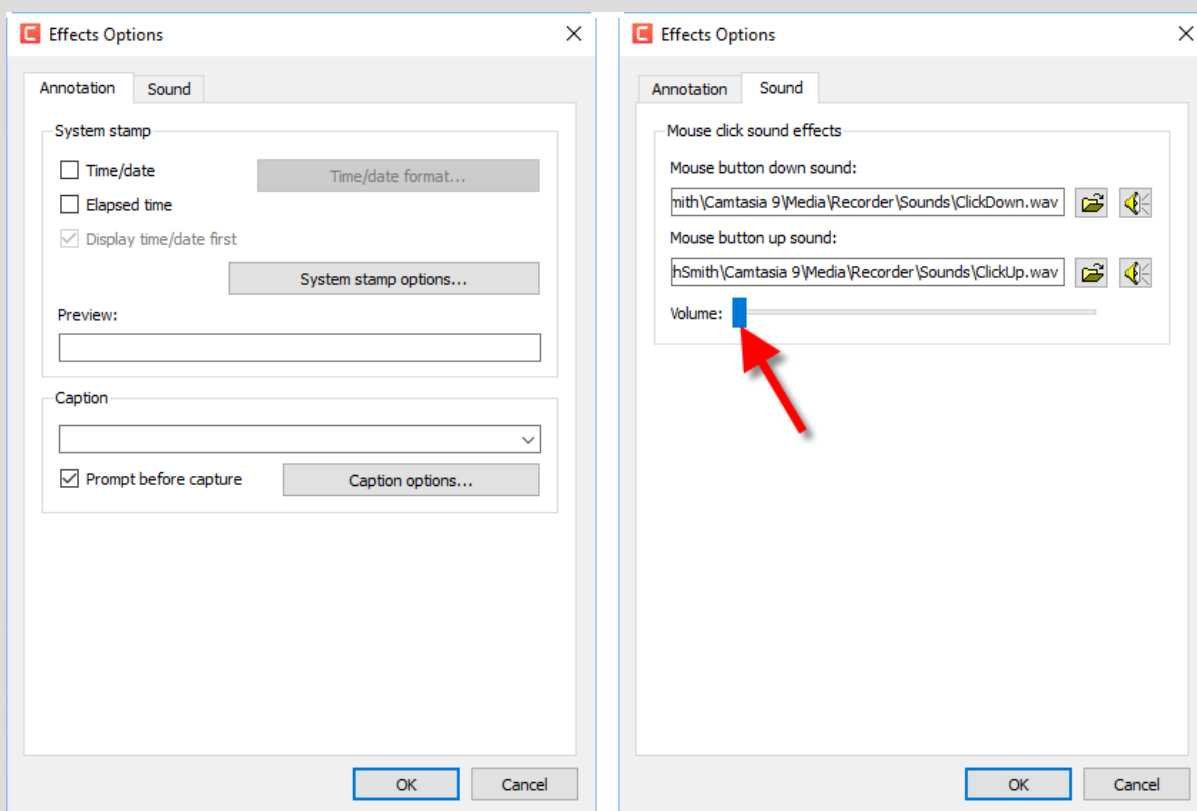 Effects Options
Annotation Sound
System stamp
Time/date
Time/date format...
Elapsed time
Display time/date first
System stamp options...
Preview:
Caption
Prompt before capture
Caption options...
OK Cancel
Effects Options
Annotation Sound
Mouse click sound effects
Mouse button down sound:
mith\Camtasia 9\Media\Recorder\Sounds\ClickDown.wav
Mouse button up sound:
hSmith\Camtasia 9\Media\Recorder\Sounds\ClickUp.wav
Volume:
OK Cancel